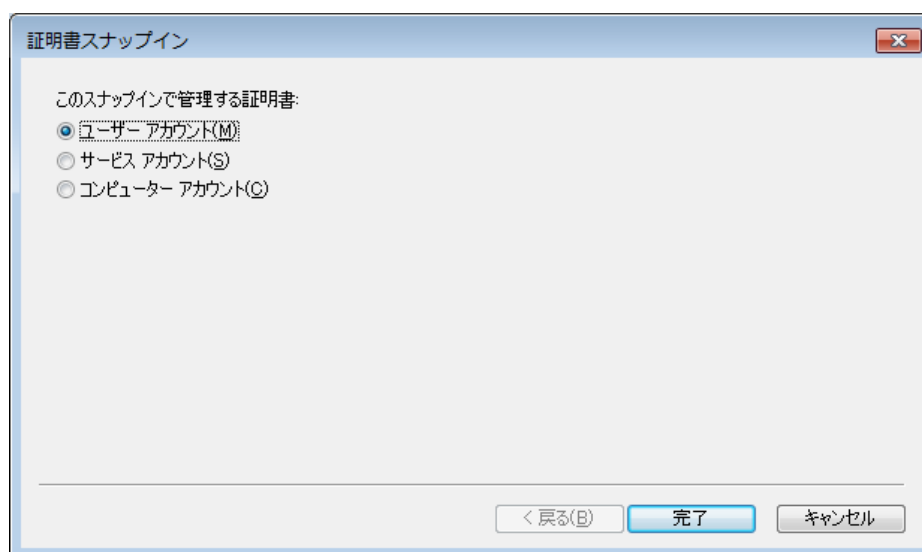 証明書スナップイン
このスナップインで管理する証明書:
ユーザー アカウント(M)
サービス アカウント(S)
コンピューター アカウント(C)
< 戻る(B) 完了 キャンセル